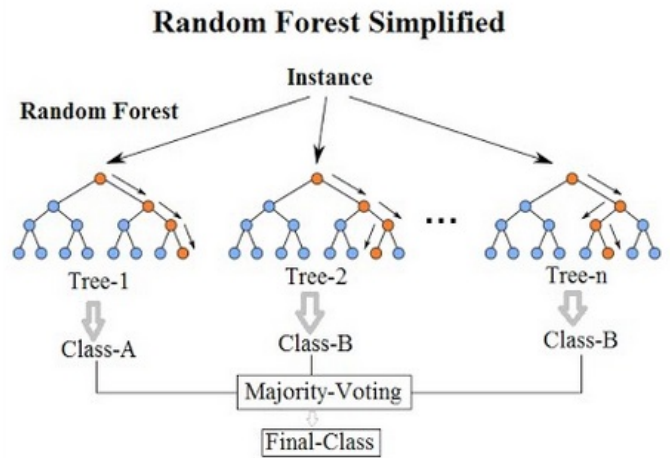 Random Forest Simplified
Instance
Random Forest
...
Tree-1
Tree-2
Tree-n
Class-A
Class-B
Class-B
Majority-Voting
Final-Class